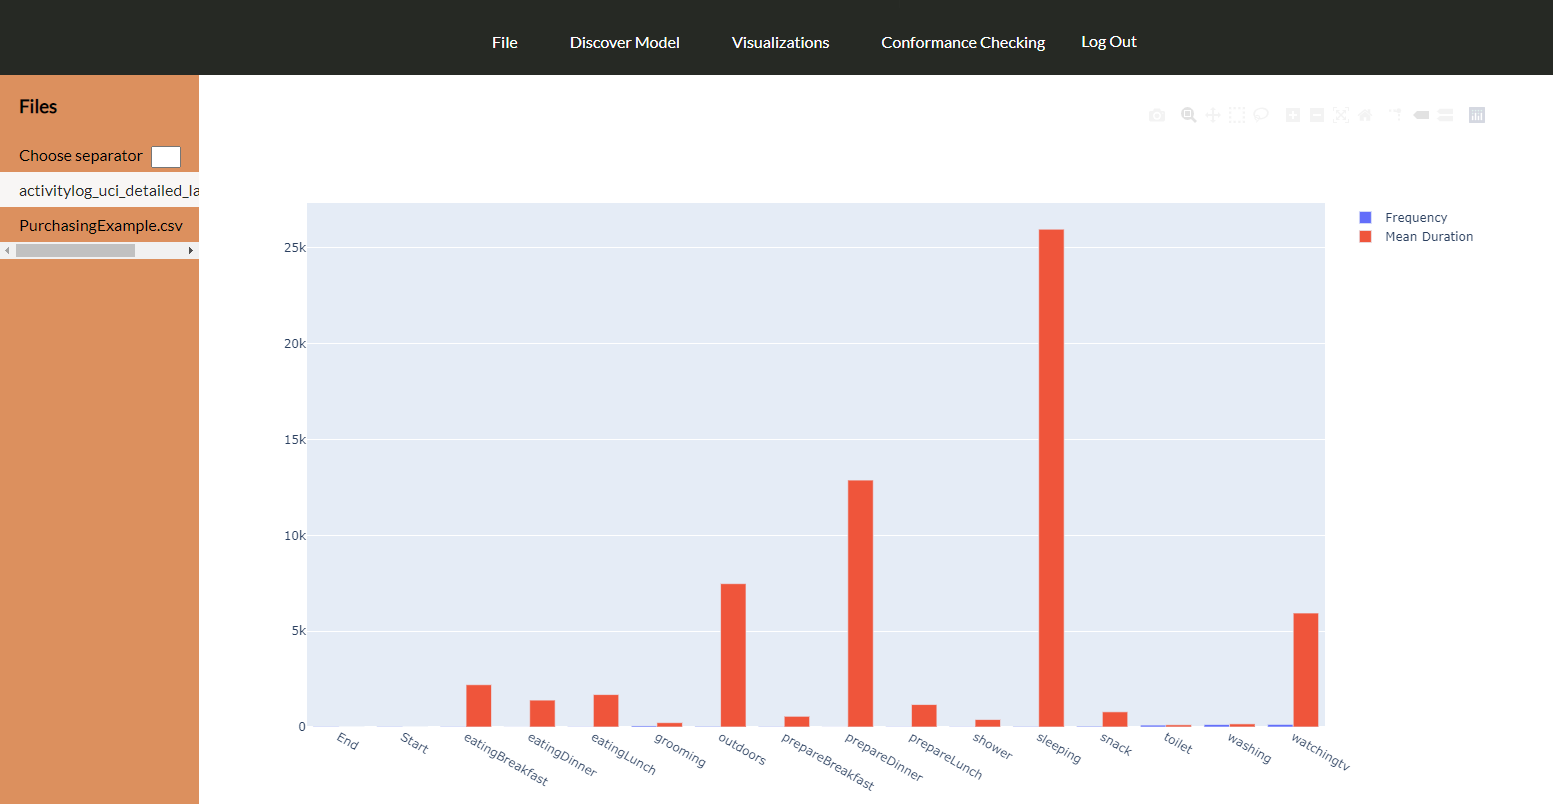 File Discover Model Visualizations Conformance Checking Log Out
Files
Choose separator
activitylog_uci_detailed_la
PurchasingExample.csv
Frequency
Mean Duration
25k
20k
15k
10k
5k
0
End Start eatingBreakfast eatingDinner eatingLunch grooming outdoors prepareBreakfast prepareDinner prepareLunch shower sleeping snack toilet washing watchingtv